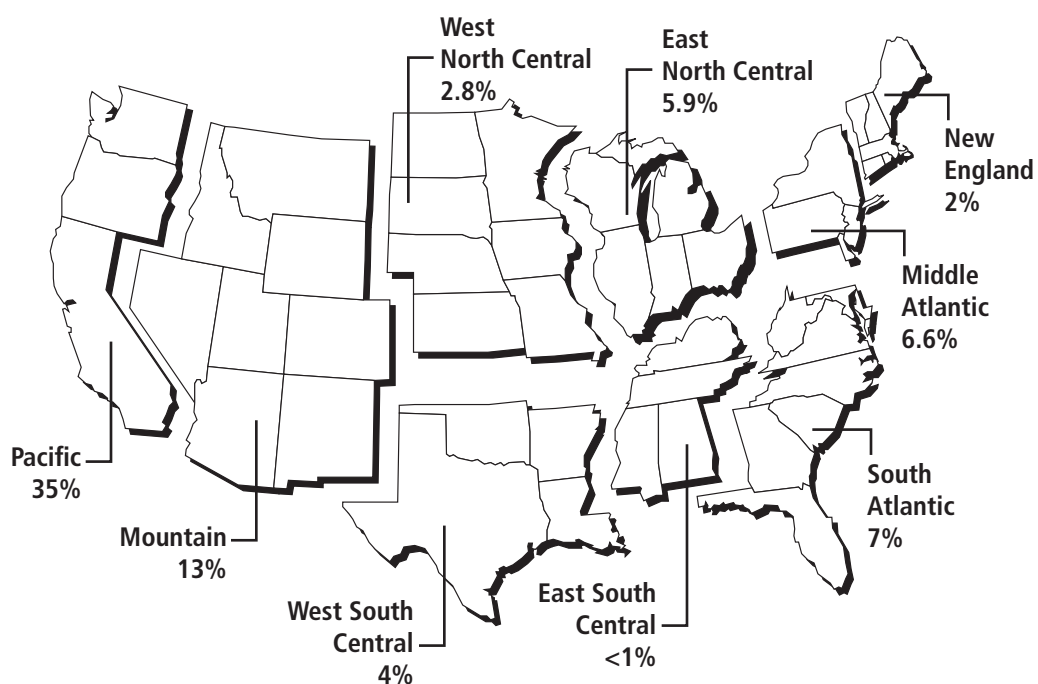 West
North Central
2.8%
East
North Central
5.9%
New
England
2%
Middle
Atlantic
6.6%
Pacific
35%
South
Atlantic
7%
Mountain
13%
West South
Central
4%
East South
Central
<1%